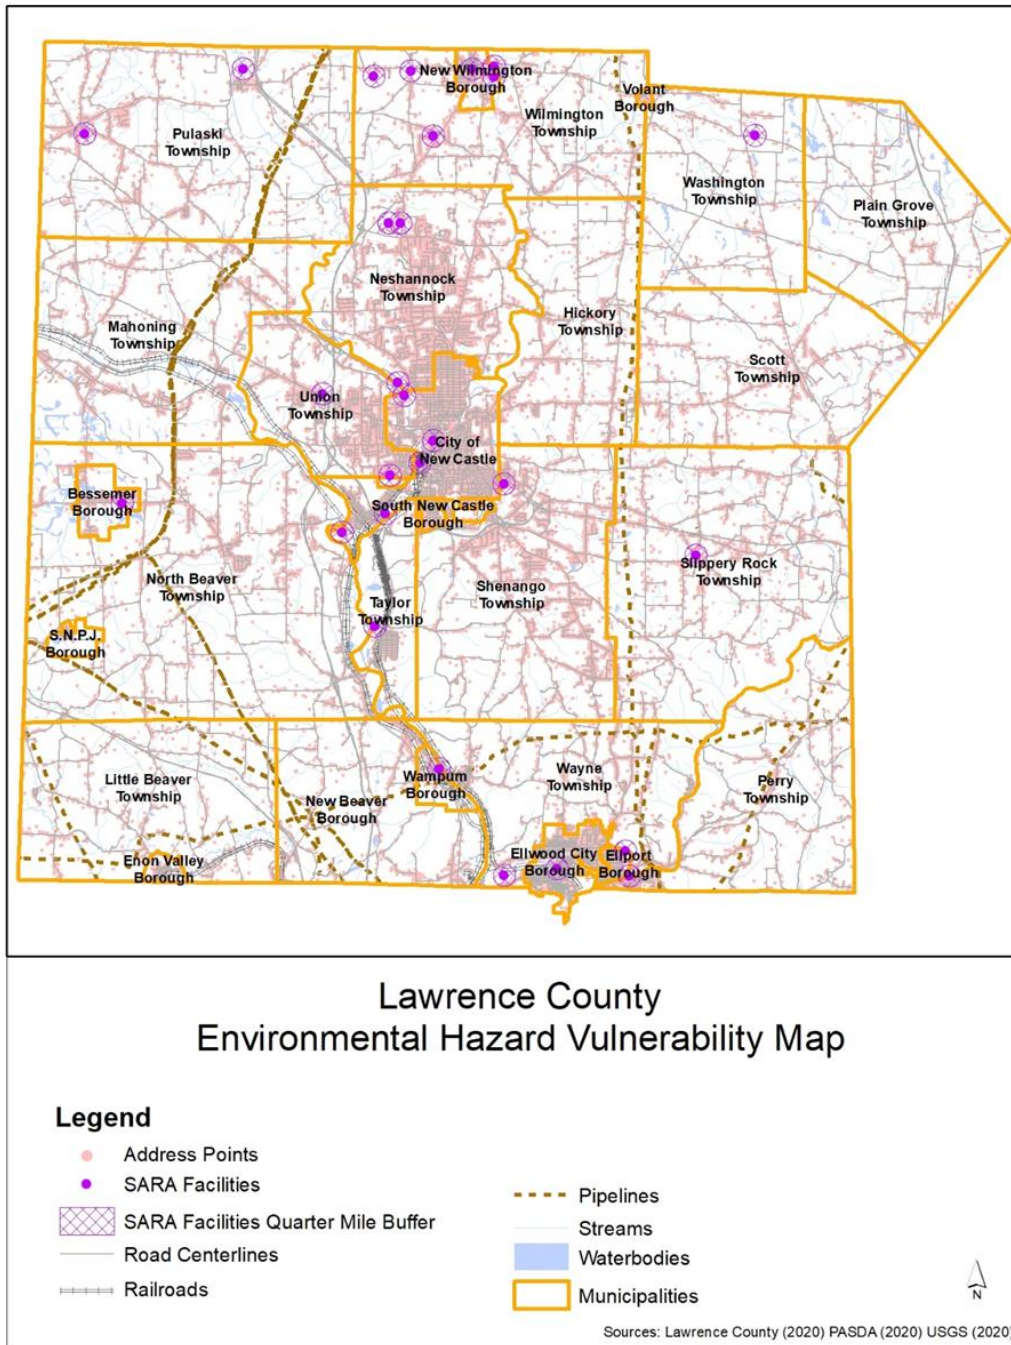 New Wilmington
Borough
Volant
Borough
Pulaski
Township
Wilmington
Township
Washington
Township
Plain Grove
Township
Neshannock
Township
Mahoning
Township
Hickory
Township
Scott
Township
Union
Township
City of
New Castle
Bessemer
Borough
South New Castle
Borough
Slippery Rock
Township
North Beaver
Township
Shenango
Township
Taylor
Township
S.N.P.J.
Borough
Little Beaver
Township
New Beaver
Borough
Wampum
Borough
Wayne
Township
Perry
Township
Enon Valley
Borough
Ellwood City
Borough
Ellport
Borough
Lawrence County
Environmental Hazard Vulnerability Map
Legend
Address Points
SARA Facilities
SARA Facilities Quarter Mile Buffer
Road Centerlines
Railroads
Pipelines
Streams
Waterbodies
Municipalities
N
Sources: Lawrence County (2020) PASDA (2020) USGS (2020)